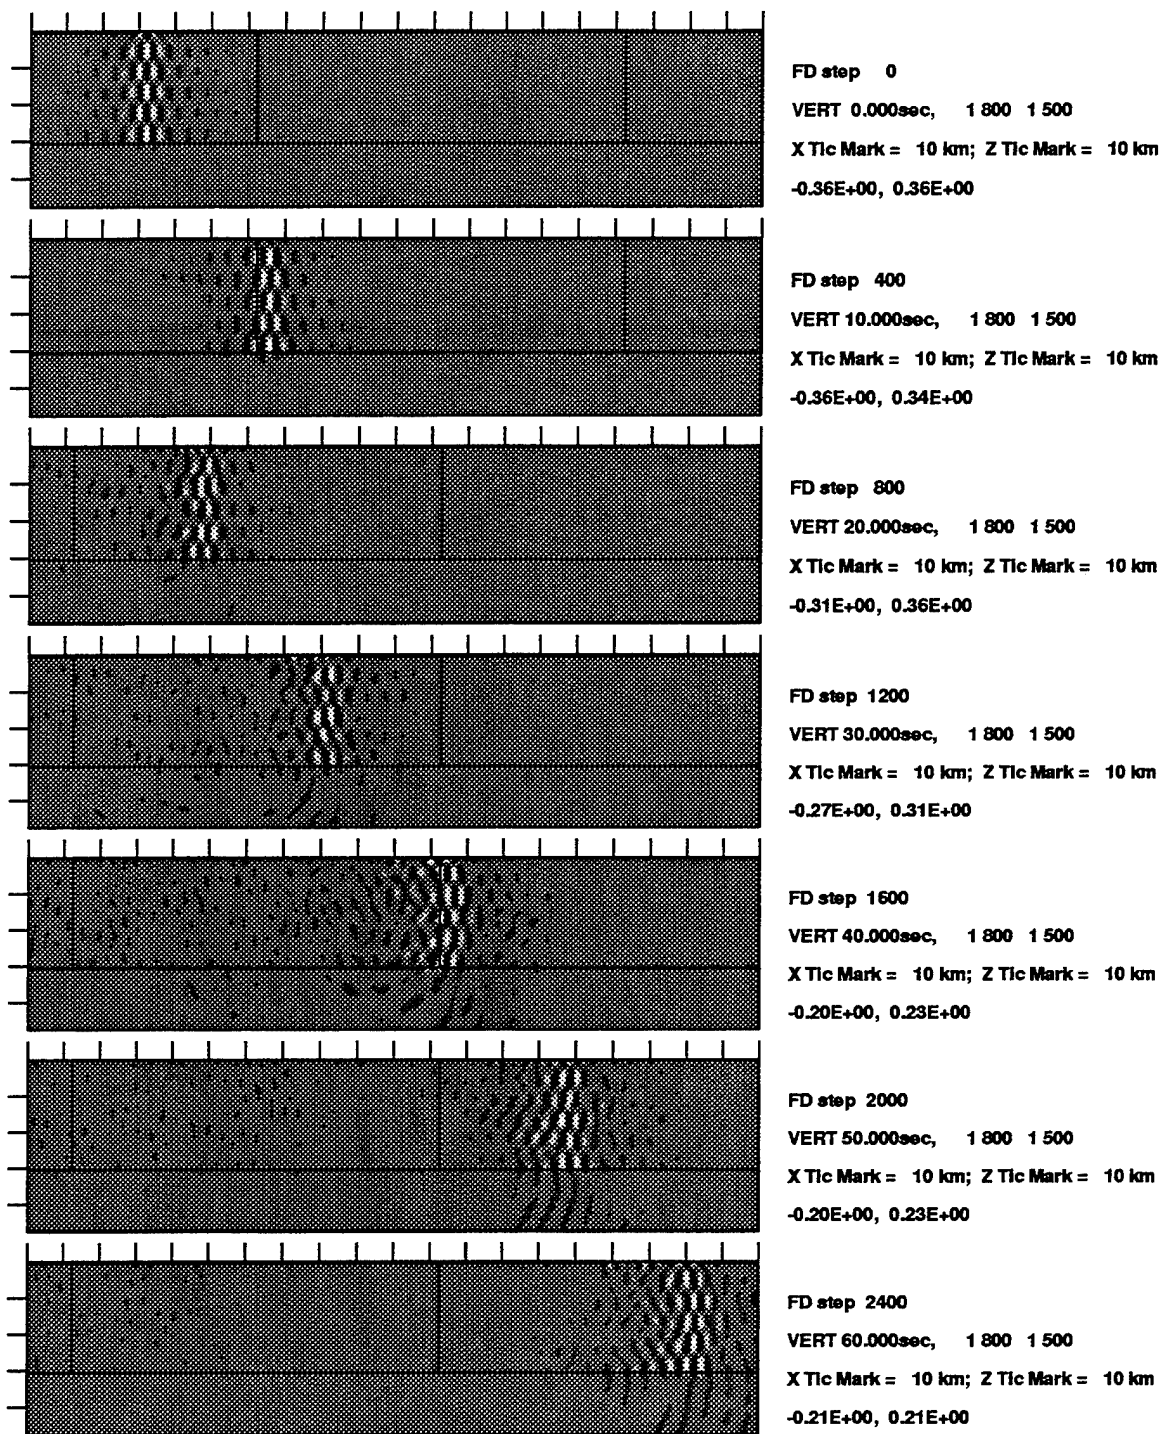 FD step 0
VERT 0.000sec, 1 800 1 500
X Tic Mark = 10 km; Z Tic Mark = 10 km
-0.36E+00, 0.36E+00
FD step 400
VERT 10.000sec, 1 800 1 500
X Tic Mark = 10 km; Z Tic Mark = 10 km
-0.36E+00, 0.34E+00
FD step 800
VERT 20.000sec, 1 800 1 500
X Tic Mark = 10 km; Z Tic Mark = 10 km
-0.31E+00, 0.36E+00
FD step 1200
VERT 30.000sec, 1 800 1 500
X Tic Mark = 10 km; Z Tic Mark = 10 km
-0.27E+00, 0.31E+00
FD step 1600
VERT 40.000sec, 1 800 1 500
X Tic Mark = 10 km; Z Tic Mark = 10 km
-0.20E+00, 0.23E+00
FD step 2000
VERT 50.000sec, 1 800 1 500
X Tic Mark = 10 km; Z Tic Mark = 10 km
-0.20E+00, 0.23E+00
FD step 2400
VERT 60.000sec, 1 800 1 500
X Tic Mark = 10 km; Z Tic Mark = 10 km
-0.21E+00, 0.21E+00